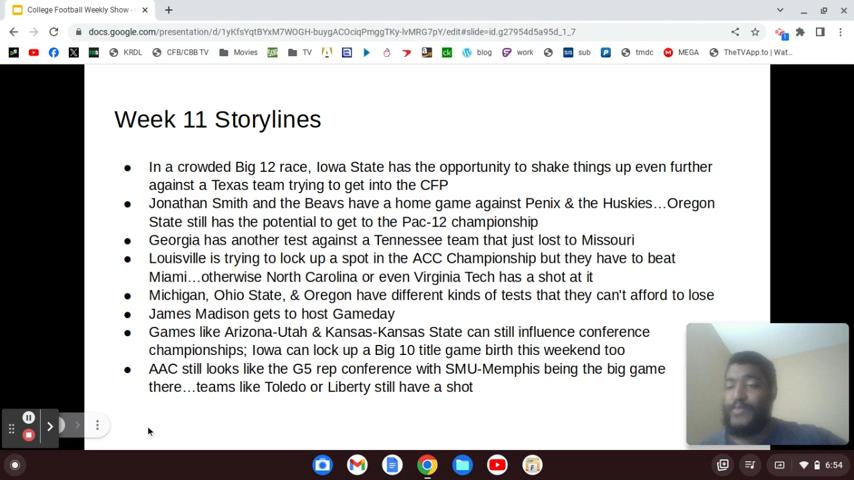 College Football Weekly Show -
docs.google.com/presentation/d/1yKfsYqtBYxM7WOGH-buygACOciqPmggTKy-lvMRG7pY/edit#slide=id.g27954d5a95d_1_7
KRDL
CFB/CBB TV
Movies
TV
blog
work
sub
tmdc
MEGA
TheTVApp.to | Wat...
Week 11 Storylines
● In a crowded Big 12 race, Iowa State has the opportunity to shake things up even further
against a Texas team trying to get into the CFP
● Jonathan Smith and the Beavs have a home game against Penix & the Huskies…Oregon
State still has the potential to get to the Pac-12 championship
● Georgia has another test against a Tennessee team that just lost to Missouri
● Louisville is trying to lock up a spot in the ACC Championship but they have to beat
Miami…otherwise North Carolina or even Virginia Tech has a shot at it
● Michigan, Ohio State, & Oregon have different kinds of tests that they can't afford to lose
● James Madison gets to host Gameday
● Games like Arizona-Utah & Kansas-Kansas State can still influence conference
championships; Iowa can lock up a Big 10 title game birth this weekend too
● AAC still looks like the G5 rep conference with SMU-Memphis being the big game
there…teams like Toledo or Liberty still have a shot
6:54